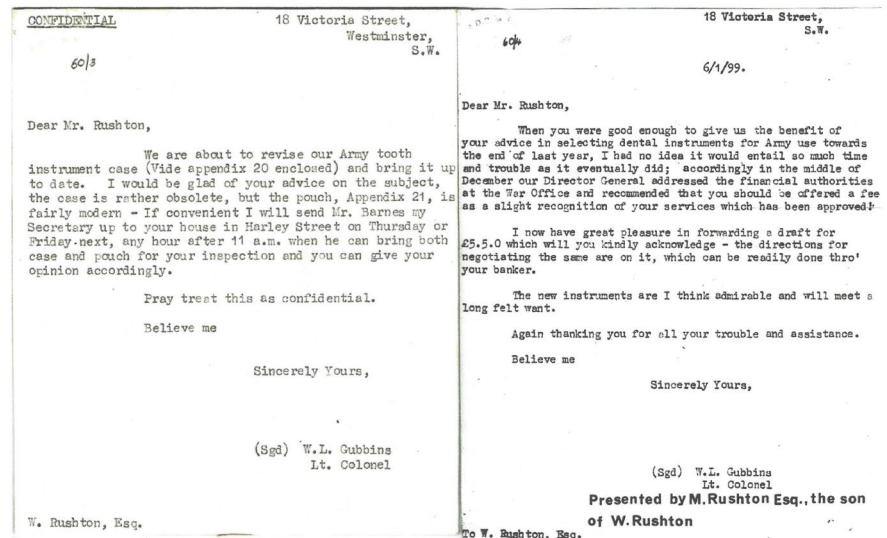 CONFIDENTIAL
18 Victoria Street,
Westminster,
S.W.
60/3
Dear Mr. Rushton,
We are about to revise our Army tooth
instrument case (Vide appendix 20 enclosed) and bring it up
to date. I would be glad of your advice on the subject,
the case is rather obsolete, but the pouch, Appendix 21, is
fairly modern - If convenient I will send Mr. Barnes my
Secretary up to your house in Harley Street on Thursday or
Friday.next, any hour after 11 a.m. when he can bring both
case and pouch for your inspection and you can give your
opinion accordingly.
Pray treat this as confidential.
Believe me
Sincerely Yours,
(Sgd) W.L. Gubbins
Lt. Colonel
W. Rushton, Esq.
18 Victoria Street,
S.W.
60/4
6/1/99.
Dear Mr. Rushton,
When you were good enough to give us the benefit of
your advice in selecting dental instruments for Army use towards
the end of last year, I had no idea it would entail so much time
and trouble as it eventually did; accordingly in the middle of
December our Director General addressed the financial authorities
at the War Office and recommended that you should be offered a fee
as a slight recognition of your services which has been approved.
I now have great pleasure in forwarding a draft for
£5.5.0 which will you kindly acknowledge - the directions for
negotiating the same are on it, which can be readily done thro'
your banker.
The new instruments are I think admirable and will meet a
long felt want.
Again thanking you for all your trouble and assistance.
Believe me
Sincerely Yours,
(Sgd) W.L. Gubbins
Lt. Colonel
Presented by M.Rushton Esq., the son
of W.Rushton
To W. Rushton, Esq.